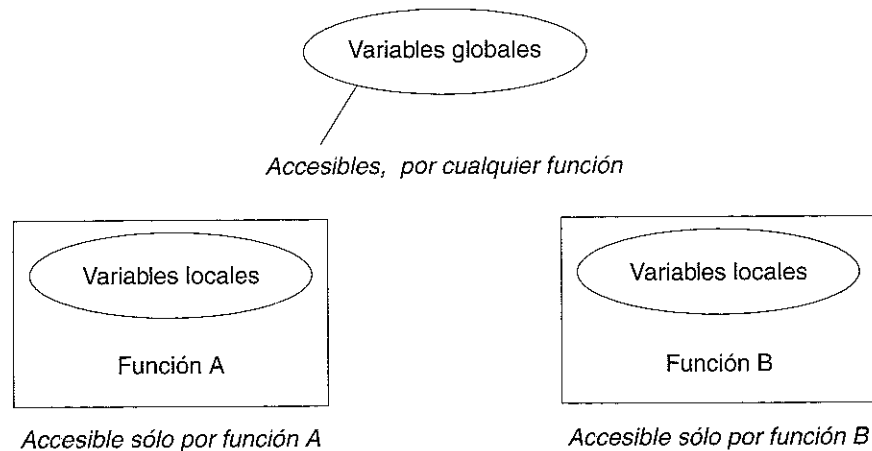 Variables globales
Accesibles, por cualquier función
Variables locales
Función A
Accesible sólo por función A
Variables locales
Función B
Accesible sólo por función B